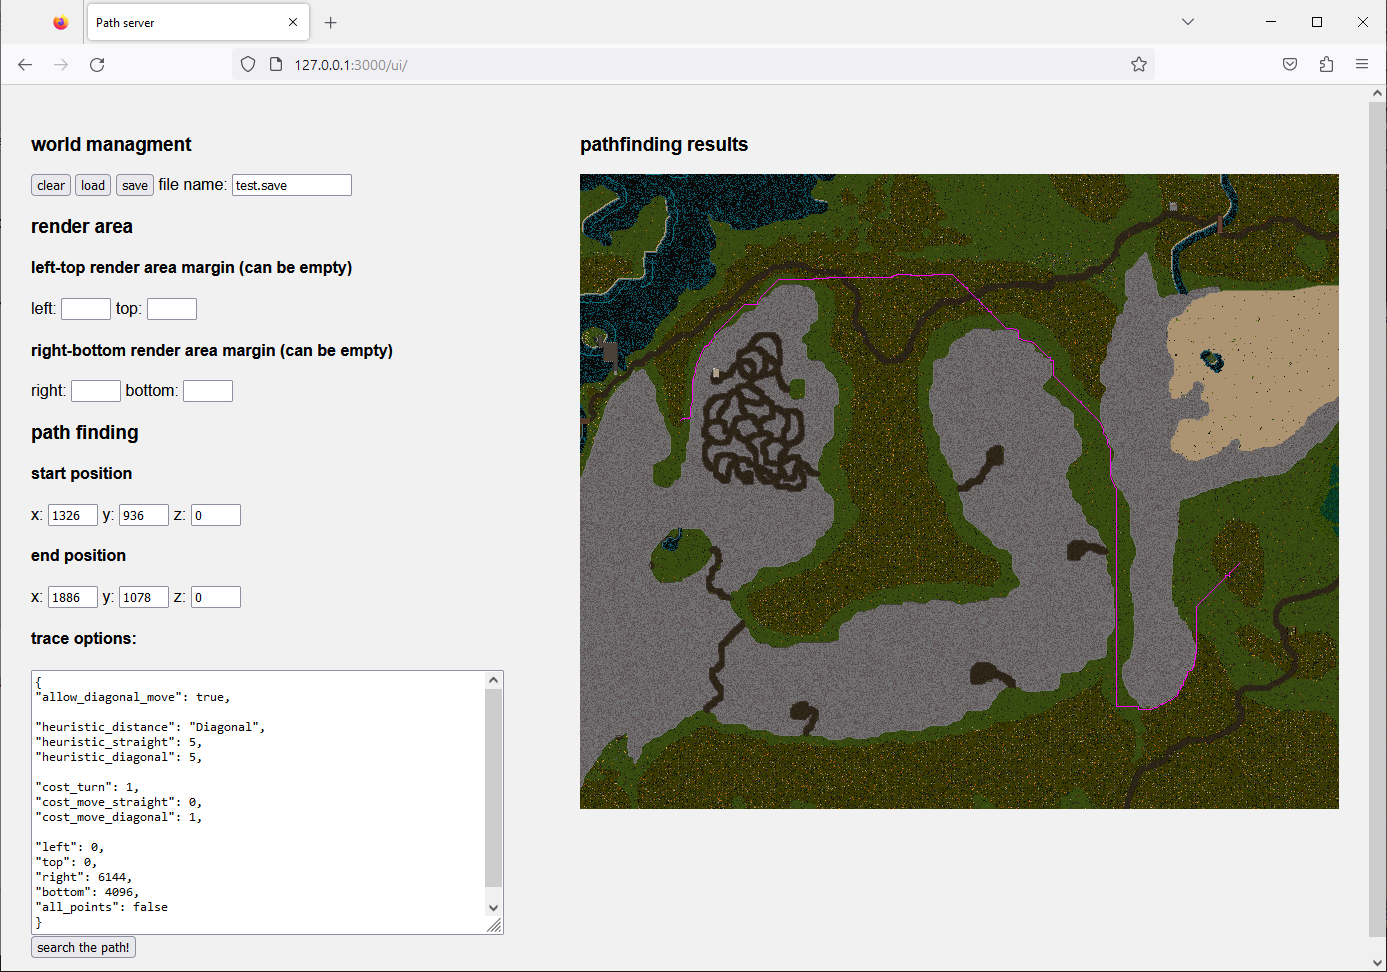 Path server
127.0.0.1:3000/ui/
world managment
clear load save file name: test.save
render area
left-top render area margin (can be empty)
left: top:
right-bottom render area margin (can be empty)
right: bottom:
path finding
start position
x: 1326 y: 936 z: 0
end position
x: 1886 y: 1078 z: 0
trace options:
{
"allow_diagonal_move": true,
"heuristic_distance": "Diagonal",
"heuristic_straight": 5,
"heuristic_diagonal": 5,
"cost_turn": 1,
"cost_move_straight": 0,
"cost_move_diagonal": 1,
"left": 0,
"top": 0,
"right": 6144,
"bottom": 4096,
"all_points": false
}
search the path!
pathfinding results